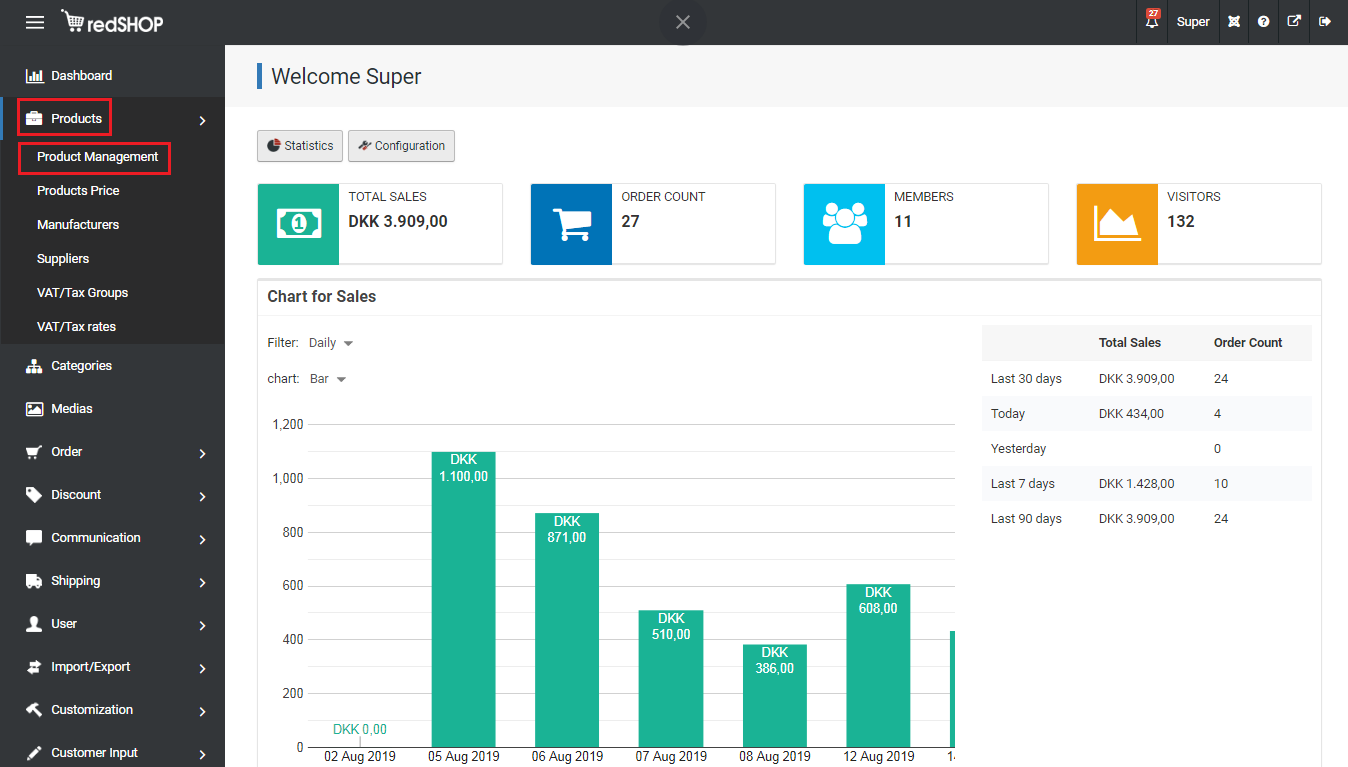 redSHOP
27
Super
Dashboard
Products
Product Management
Products Price
Manufacturers
Suppliers
VAT/Tax Groups
VAT/Tax rates
Categories
Medias
Order
Discount
Communication
Shipping
User
Import/Export
Customization
Customer Input
Welcome Super
Statistics
Configuration
TOTAL SALES
DKK 3.909,00
ORDER COUNT
27
MEMBERS
11
VISITORS
132
Chart for Sales
Filter: Daily
chart: Bar
1,200
1,000
800
600
400
200
0
DKK 0,00
DKK
1.100,00
DKK
871,00
DKK
510,00
DKK
386,00
DKK
608,00
02 Aug 2019 05 Aug 2019 06 Aug 2019 07 Aug 2019 08 Aug 2019 12 Aug 2019
Total Sales Order Count
Last 30 days DKK 3.909,00 24
Today DKK 434,00 4
Yesterday 0
Last 7 days DKK 1.428,00 10
Last 90 days DKK 3.909,00 24